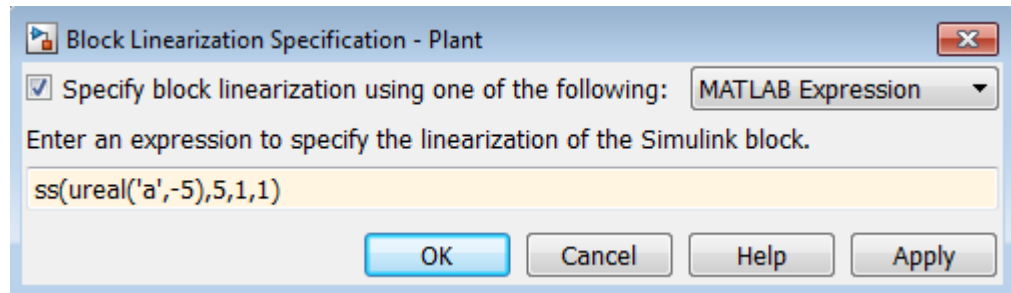 Block Linearization Specification - Plant
Specify block linearization using one of the following: MATLAB Expression
Enter an expression to specify the linearization of the Simulink block.
ss(ureal('a',-5),5,1,1)
OK Cancel Help Apply